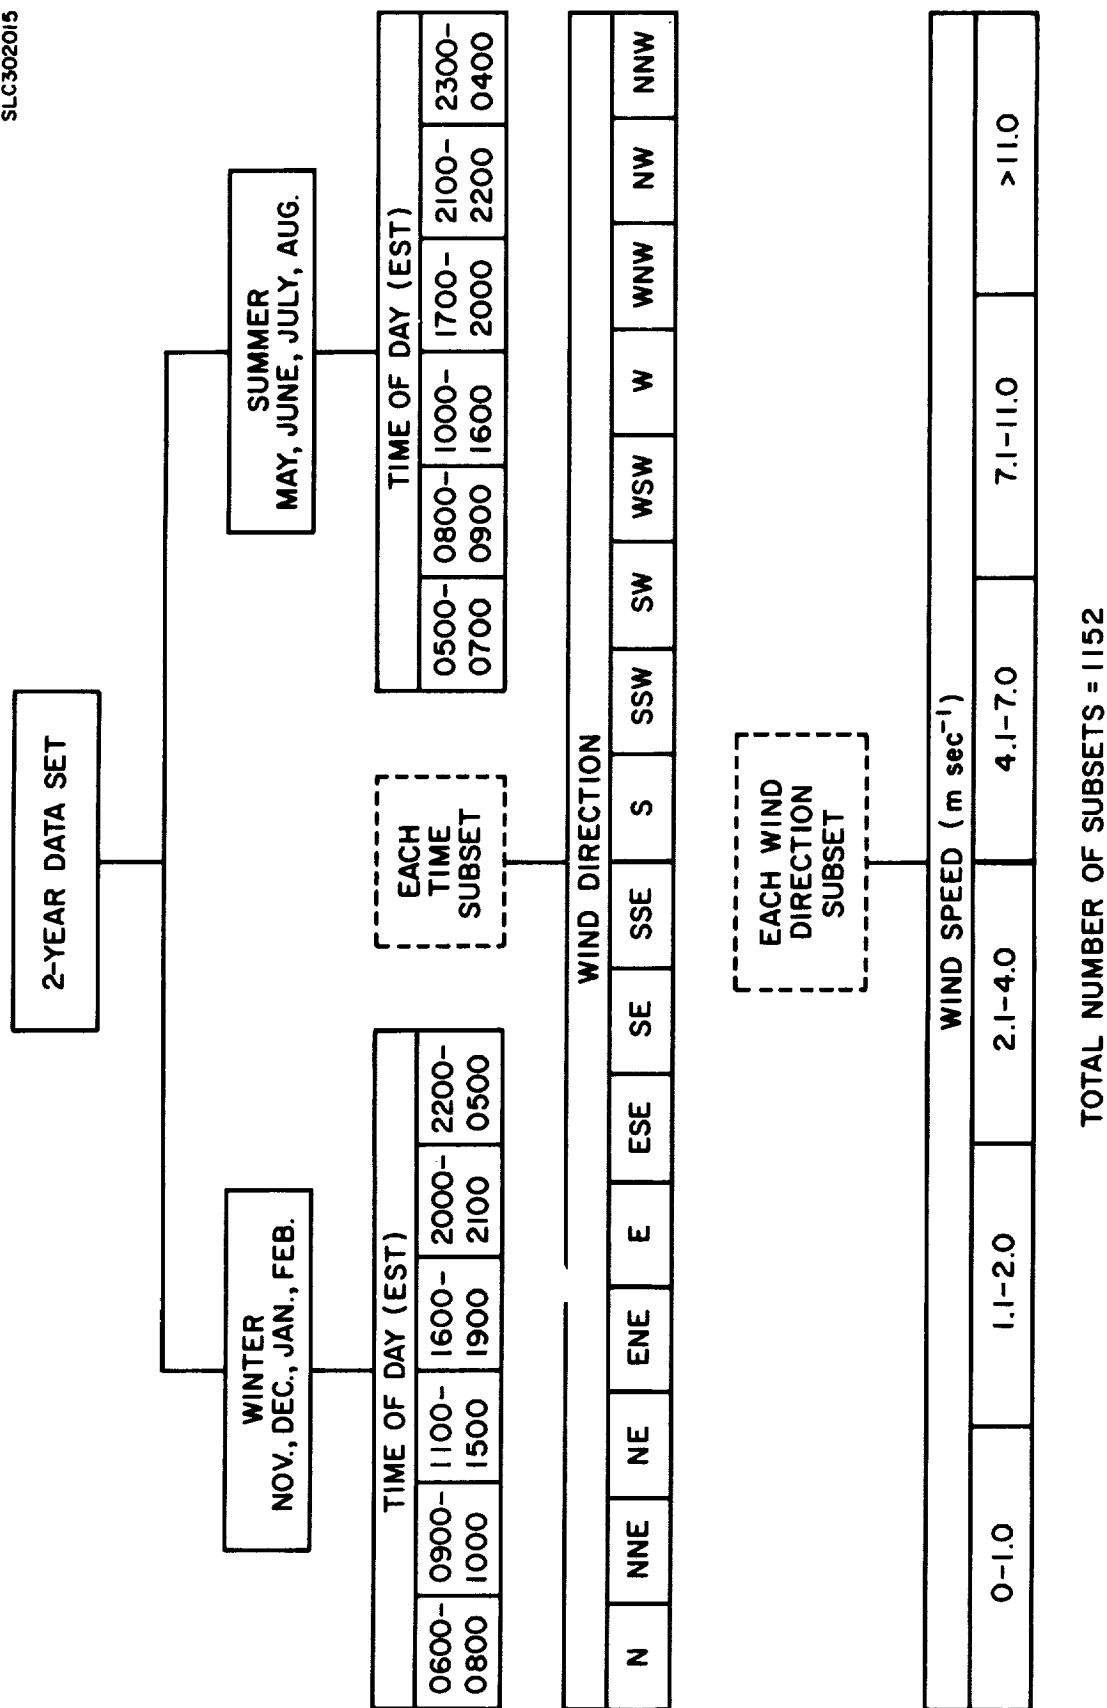 SLC302015
2-YEAR DATA SET
WINTER
NOV., DEC., JAN., FEB.
SUMMER
MAY, JUNE, JULY, AUG.
TIME OF DAY (EST)
0600-0800
0900-1000
1100-1500
1600-1900
2000-2100
2200-0500
EACH
TIME
SUBSET
TIME OF DAY (EST)
0500-0700
0800-0900
1000-1600
1700-2000
2100-2200
2300-0400
WIND DIRECTION
N NNE NE ENE E ESE SE SSE S SSW SW WSW W WNW NW NNW
EACH WIND
DIRECTION
SUBSET
WIND SPEED (m sec⁻¹)
0-1.0 1.1-2.0 2.1-4.0 4.1-7.0 7.1-11.0 >11.0
TOTAL NUMBER OF SUBSETS = 1152